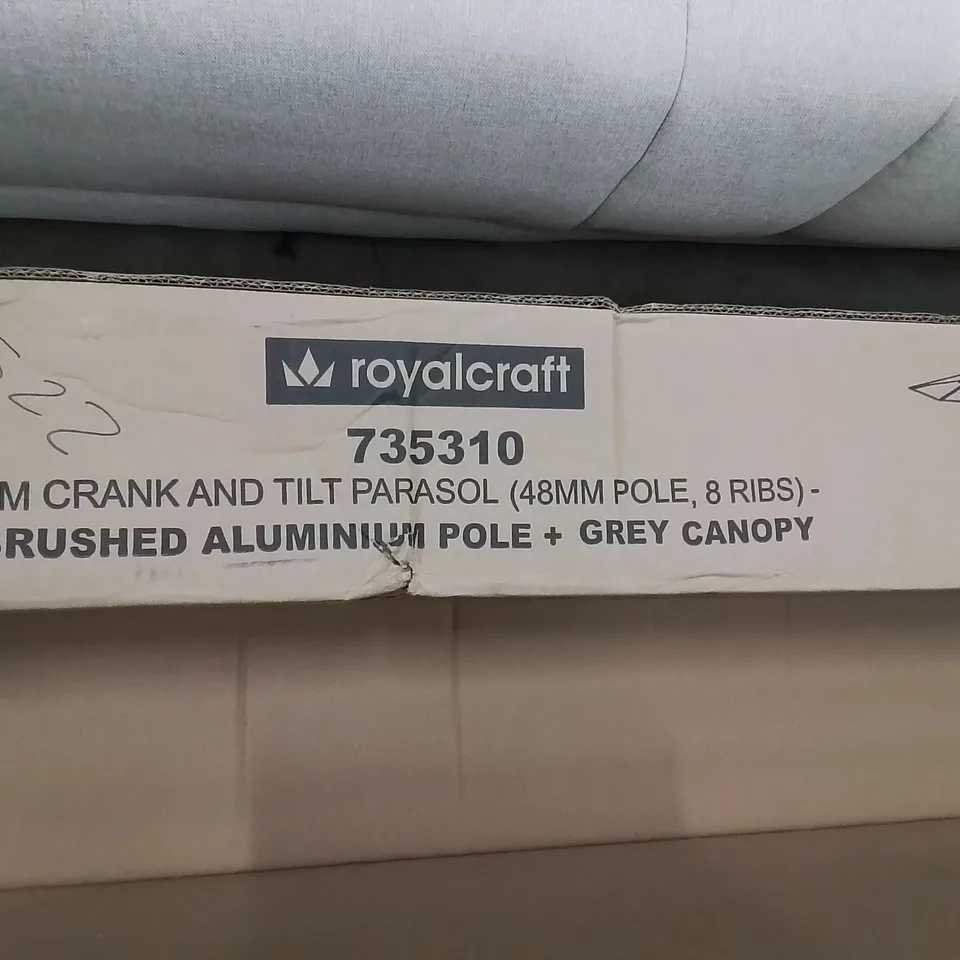 royalcraft
735310
M CRANK AND TILT PARASOL (48MM POLE, 8 RIBS) -
BRUSHED ALUMINIUM POLE + GREY CANOPY